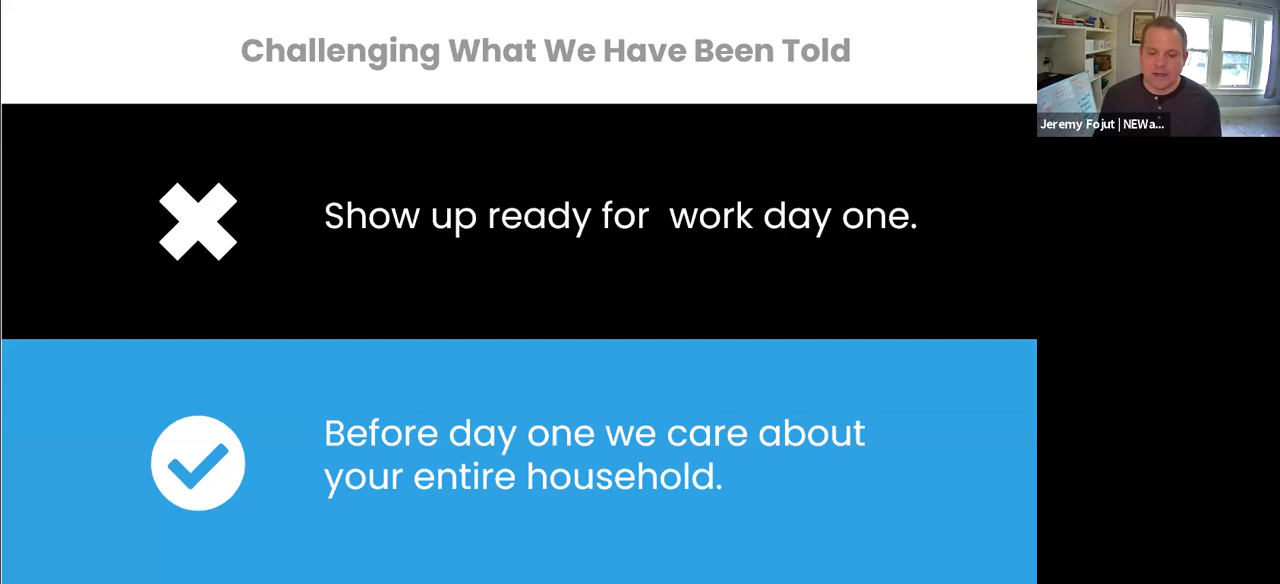 Challenging What We Have Been Told
Show up ready for  work day one.
Before day one we care about
your entire household.
Jeremy Fojut | NEWa...